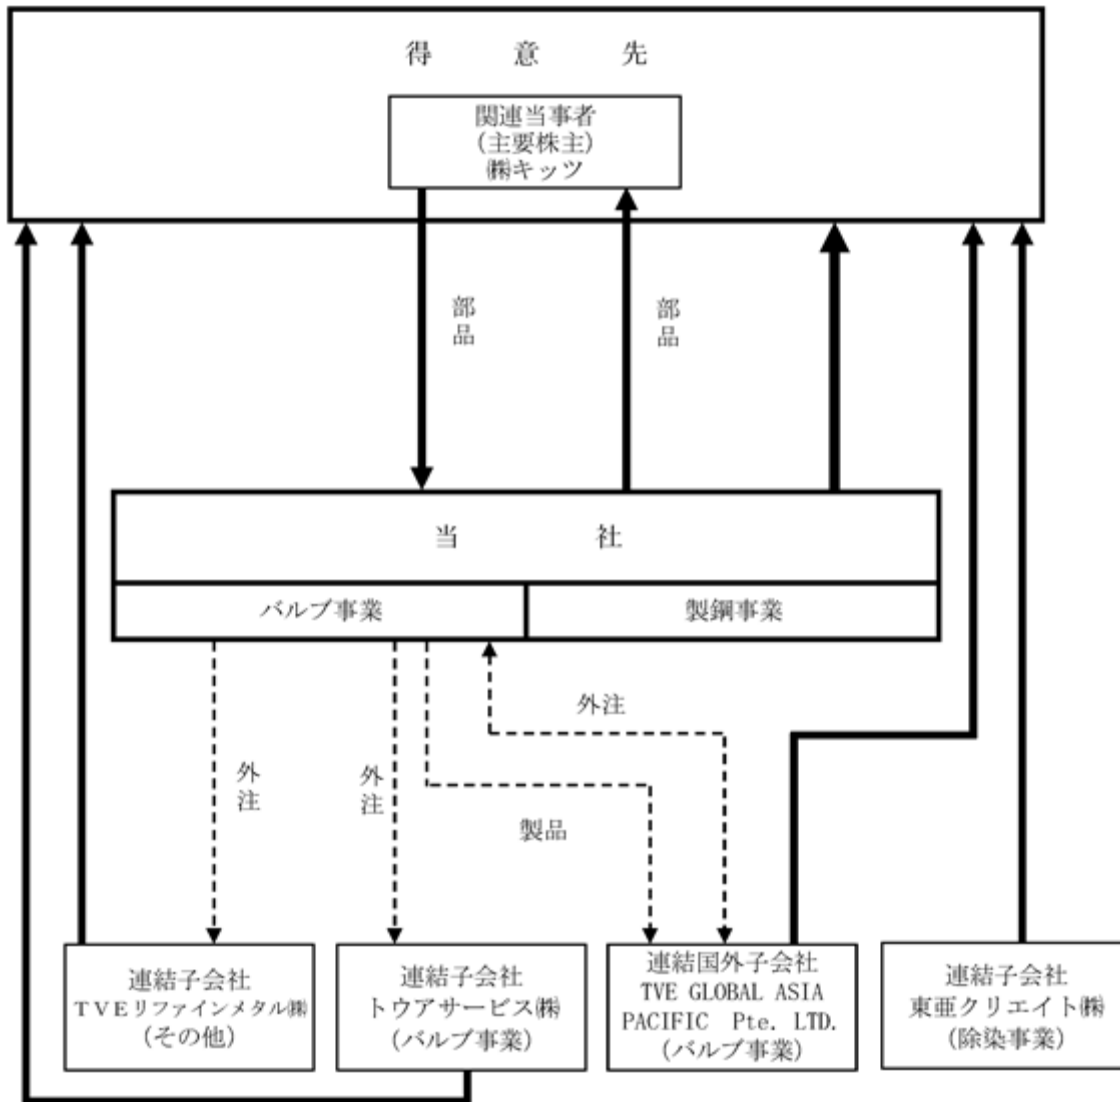 得意先
関連当事者
(主要株主)
㈱キッツ
部品
部品
当社
バルブ事業
製鋼事業
外注
外注
外注
製品
連結子会社
ＴＶＥリファインメタル㈱
(その他)
連結子会社
トウアサービス㈱
(バルブ事業)
連結国外子会社
TVE GLOBAL ASIA
PACIFIC Pte. LTD.
(バルブ事業)
連結子会社
東亜クリエイト㈱
(除染事業)